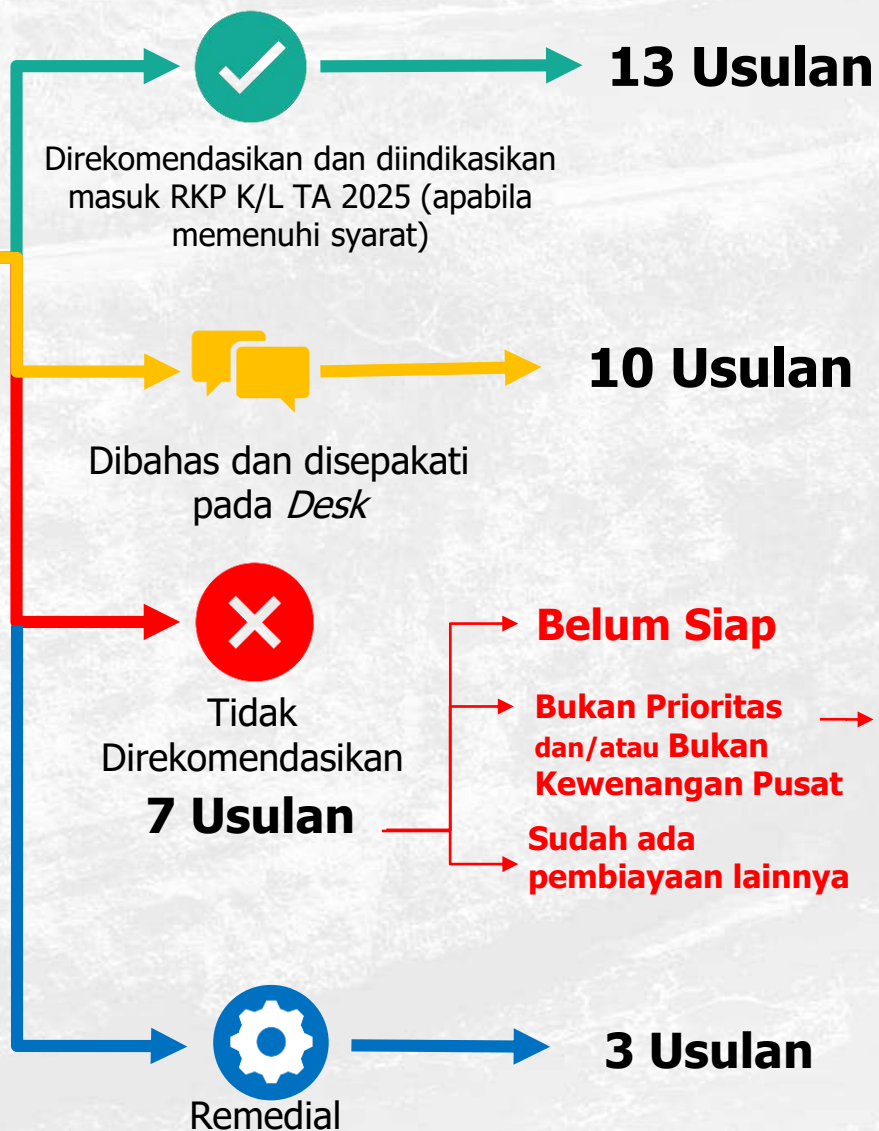 13 Usulan
Direkomendasikan dan diindikasikan
masuk RKP K/L TA 2025 (apabila
memenuhi syarat)
10 Usulan
Dibahas dan disepakati
pada Desk
Tidak
Direkomendasikan
7 Usulan
Belum Siap
Bukan Prioritas
dan/atau Bukan
Kewenangan Pusat
Sudah ada
pembiayaan lainnya
3 Usulan
Remedial